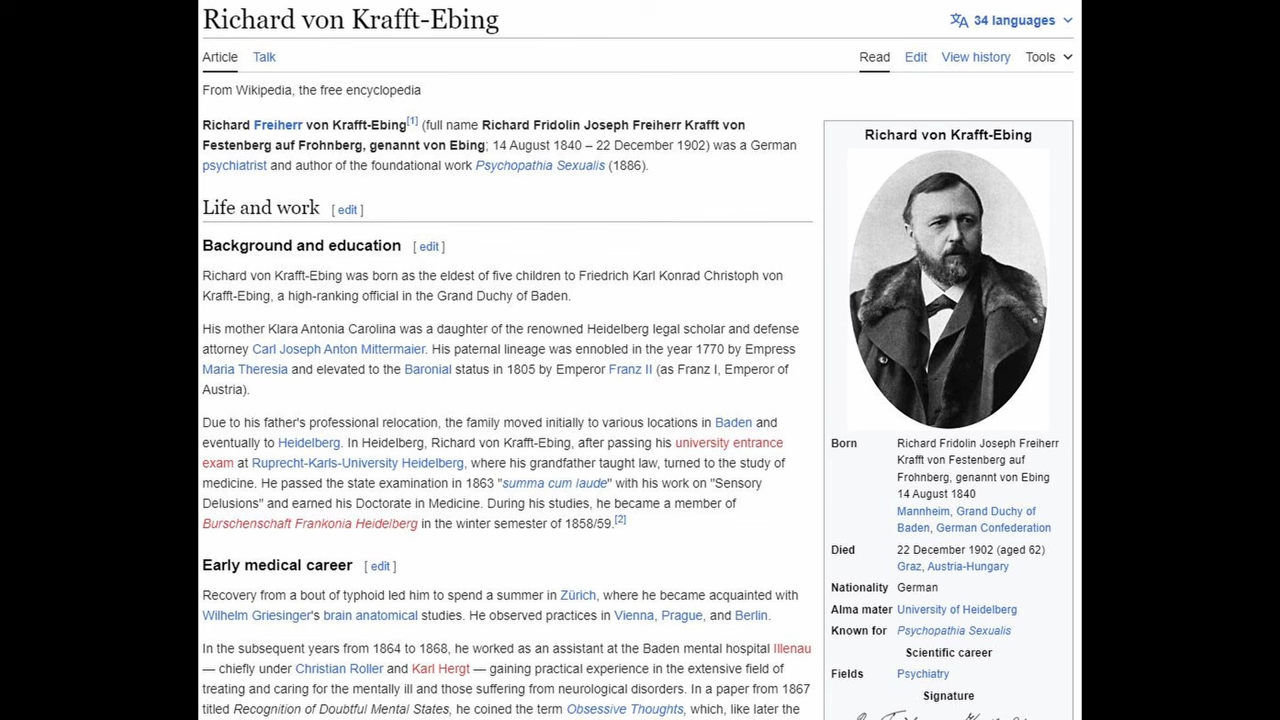 Richard von Krafft-Ebing
34 languages
Article Talk
Read Edit View history Tools
From Wikipedia, the free encyclopedia
Richard Freiherr von Krafft-Ebing[1] (full name Richard Fridolin Joseph Freiherr Krafft von
Festenberg auf Frohnberg, genannt von Ebing; 14 August 1840 – 22 December 1902) was a German
psychiatrist and author of the foundational work Psychopathia Sexualis (1886).
Life and work [ edit ]
Background and education [ edit ]
Richard von Krafft-Ebing was born as the eldest of five children to Friedrich Karl Konrad Christoph von
Krafft-Ebing, a high-ranking official in the Grand Duchy of Baden.
His mother Klara Antonia Carolina was a daughter of the renowned Heidelberg legal scholar and defense
attorney Carl Joseph Anton Mittermaier. His paternal lineage was ennobled in the year 1770 by Empress
Maria Theresia and elevated to the Baronial status in 1805 by Emperor Franz II (as Franz I, Emperor of
Austria).
Due to his father's professional relocation, the family moved initially to various locations in Baden and
eventually to Heidelberg. In Heidelberg, Richard von Krafft-Ebing, after passing his university entrance
exam at Ruprecht-Karls-University Heidelberg, where his grandfather taught law, turned to the study of
medicine. He passed the state examination in 1863 "summa cum laude" with his work on "Sensory
Delusions" and earned his Doctorate in Medicine. During his studies, he became a member of
Burschenschaft Frankonia Heidelberg in the winter semester of 1858/59.[2]
Early medical career [ edit ]
Recovery from a bout of typhoid led him to spend a summer in Zürich, where he became acquainted with
Wilhelm Griesinger's brain anatomical studies. He observed practices in Vienna, Prague, and Berlin.
In the subsequent years from 1864 to 1868, he worked as an assistant at the Baden mental hospital Illenau
— chiefly under Christian Roller and Karl Hergt — gaining practical experience in the extensive field of
treating and caring for the mentally ill and those suffering from neurological disorders. In a paper from 1867
titled Recognition of Doubtful Mental States, he coined the term Obsessive Thoughts, which, like later the
Richard von Krafft-Ebing
Born Richard Fridolin Joseph Freiherr
Krafft von Festenberg auf
Frohnberg, genannt von Ebing
14 August 1840
Mannheim, Grand Duchy of
Baden, German Confederation
Died 22 December 1902 (aged 62)
Graz, Austria-Hungary
Nationality German
Alma mater University of Heidelberg
Known for Psychopathia Sexualis
Scientific career
Fields Psychiatry
Signature